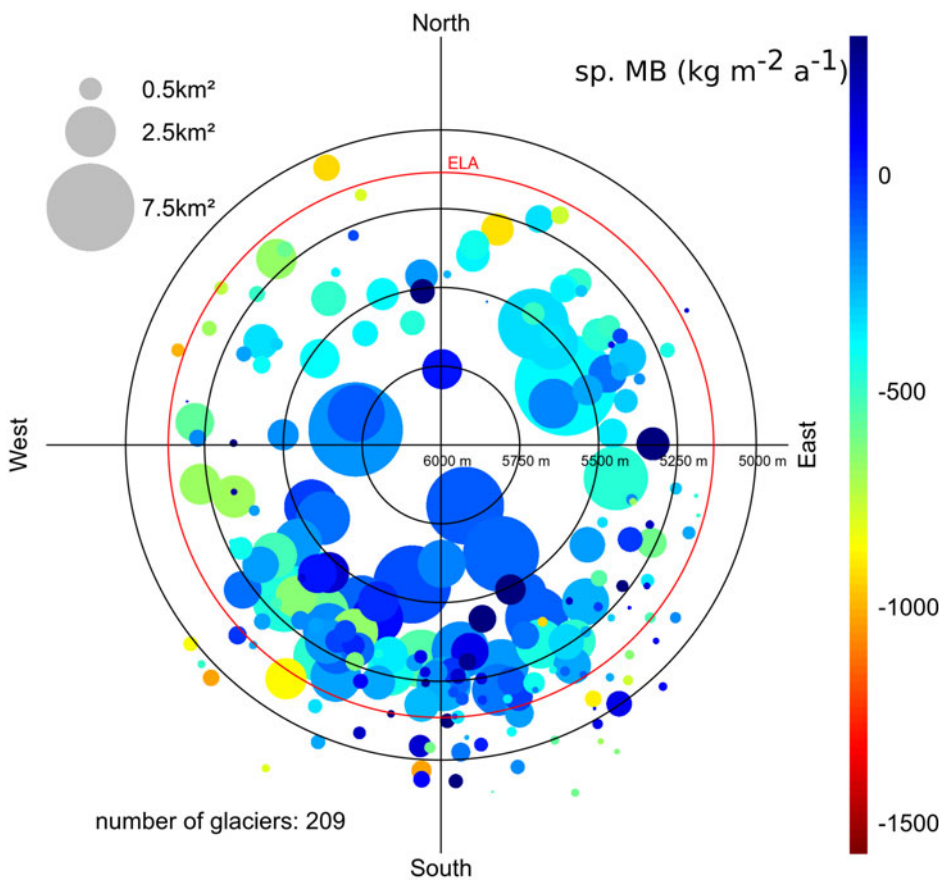 North
sp. MB (kg m-2 a-1)
0.5km²
2.5km²
7.5km²
ELA
0
-500
-1000
-1500
West
East
6000 m
5750 m
5500 m
5250 m
5000 m
number of glaciers: 209
South